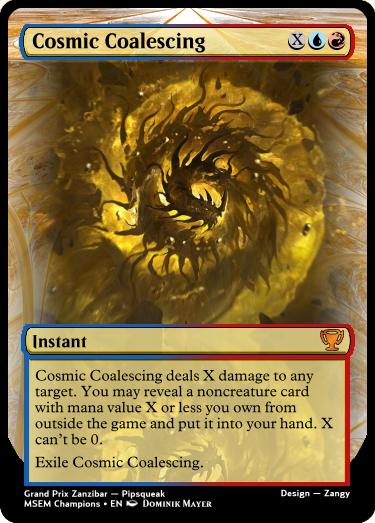 Cosmic Coalescing X
Instant
Cosmic Coalescing deals X damage to any
target. You may reveal a noncreature card
with mana value X or less you own from
outside the game and put it into your hand. X
can't be 0.
Exile Cosmic Coalescing.
Grand Prix Zanzibar — Pipsqueak
Design — Zangy
MSEM Champions • EN Dominik Mayer